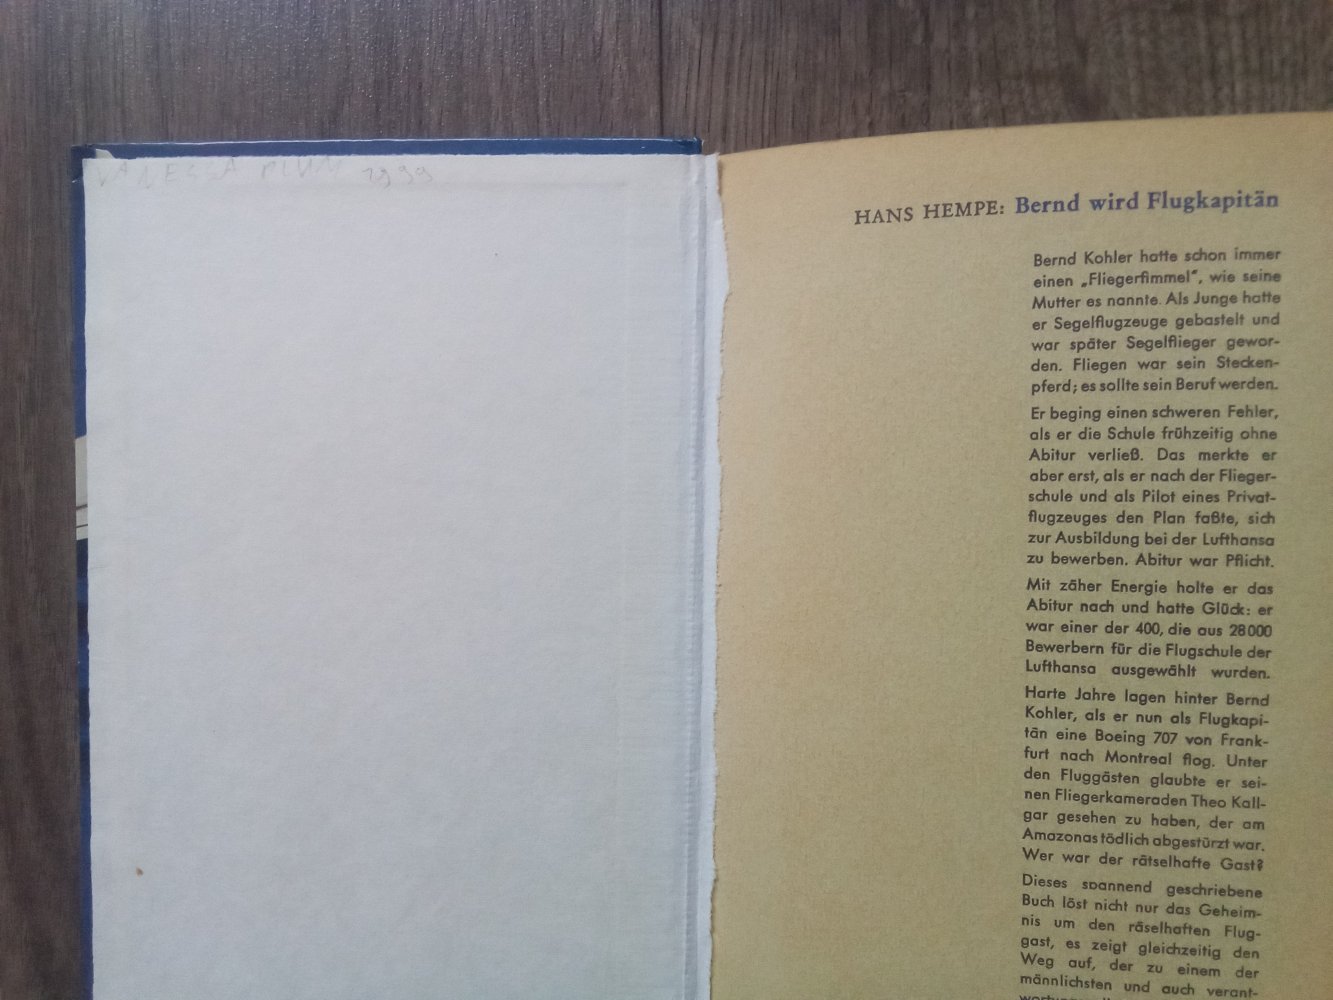 VANESSA PLUM 1999
HANS HEMPE: Bernd wird Flugkapitän
Bernd Kohler hatte schon immer
einen „Fliegerfimmel“, wie seine
Mutter es nannte. Als Junge hatte
er Segelflugzeuge gebastelt und
war später Segelflieger gewor-
den. Fliegen war sein Stecken-
pferd; es sollte sein Beruf werden.
Er beging einen schweren Fehler,
als er die Schule frühzeitig ohne
Abitur verließ. Das merkte er
aber erst, als er nach der Flieger-
schule und als Pilot eines Privat-
flugzeuges den Plan faßte, sich
zur Ausbildung bei der Lufthansa
zu bewerben. Abitur war Pflicht.
Mit zäher Energie holte er das
Abitur nach und hatte Glück: er
war einer der 400, die aus 28000
Bewerbern für die Flugschule der
Lufthansa ausgewählt wurden.
Harte Jahre lagen hinter Bernd
Kohler, als er nun als Flugkapi-
tän eine Boeing 707 von Frank-
furt nach Montreal flog. Unter
den Fluggästen glaubte er sei-
nen Fliegerkameraden Theo Kall-
gar gesehen zu haben, der am
Amazonas tödlich abgestürzt war.
Wer war der rätselhafte Gast?
Dieses spannend geschriebene
Buch löst nicht nur das Geheim-
nis um den räselhaften Flug-
gast, es zeigt gleichzeitig den
Weg auf, der zu einem der
männlichsten und auch verant-